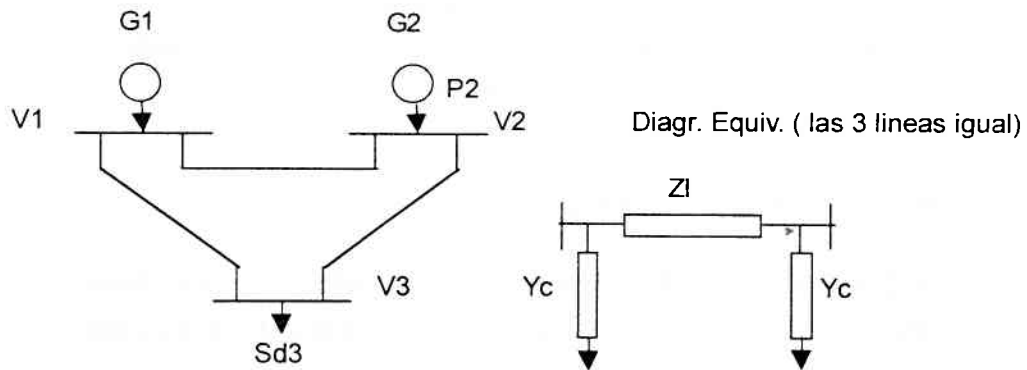 G1
G2
P2
V1
V2
Diagr. Equiv. ( las 3 lineas igual)
Zl
Yc
Yc
V3
Sd3